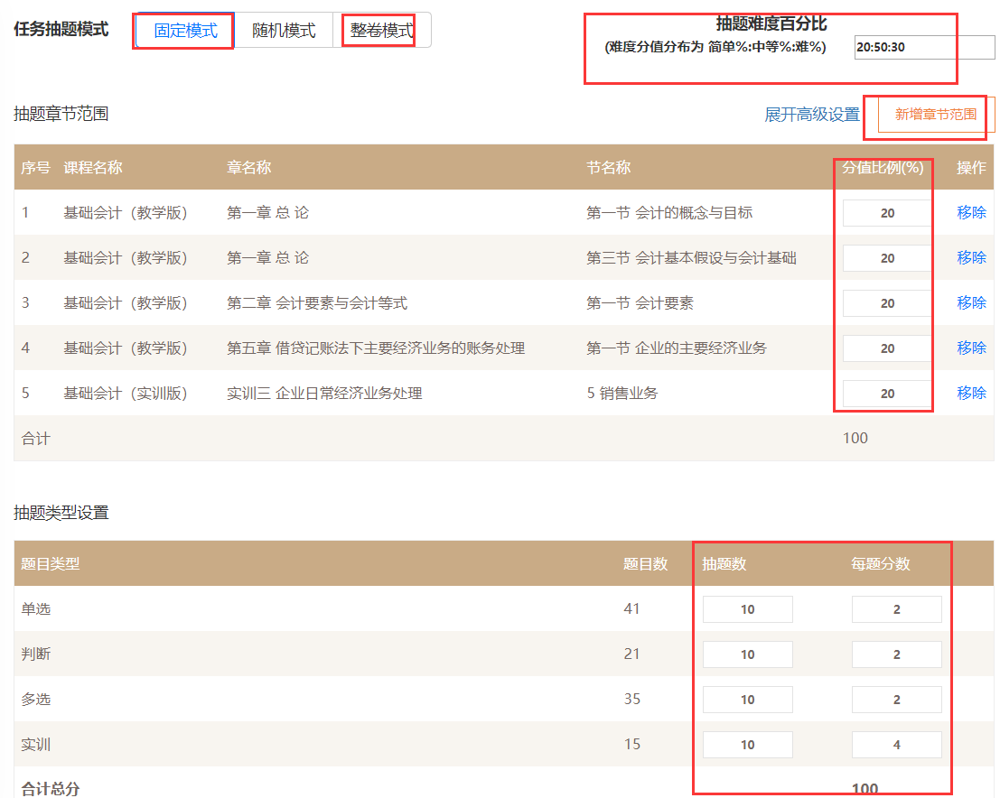 任务抽题模式 固定模式 随机模式 整卷模式 抽题难度百分比
(难度分值分布为 简单%:中等%:难%) 20:50:30
抽题章节范围 展开高级设置 新增章节范围
序号 课程名称 章名称 节名称 分值比例(%) 操作
1 基础会计（教学版） 第一章 总 论 第一节 会计的概念与目标 20 移除
2 基础会计（教学版） 第一章 总 论 第三节 会计基本假设与会计基础 20 移除
3 基础会计（教学版） 第二章 会计要素与会计等式 第一节 会计要素 20 移除
4 基础会计（教学版） 第五章 借贷记账法下主要经济业务的账务处理 第一节 企业的主要经济业务 20 移除
5 基础会计（实训版） 实训三 企业日常经济业务处理 5 销售业务 20 移除
合计 100
抽题类型设置
题目类型 题目数 抽题数 每题分数
单选 41 10 2
判断 21 10 2
多选 35 10 2
实训 15 10 4
合计总分 100